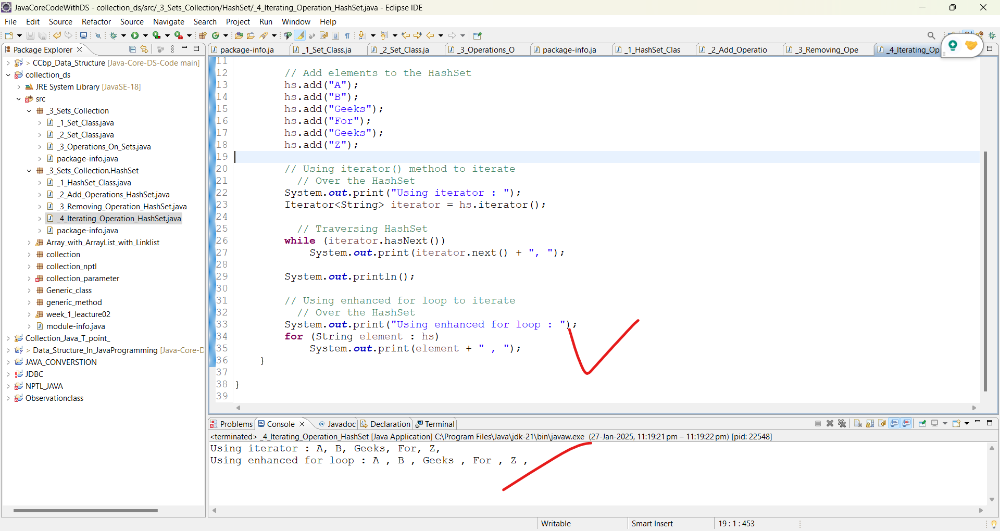 JavaCoreCodeWithDS - collection_ds/src/_3_Sets_Collection/HashSet/_4_Iterating_Operation_HashSet.java - Eclipse IDE
File Edit Source Refactor Source Navigate Search Project Run Window Help
Package Explorer
> CCbp_Data_Structure [Java-Core-DS-Code main]
collection_ds
JRE System Library [JavaSE-18]
src
_3_Sets_Collection
_1_Set_Class.java
_2_Set_Class.java
_3_Operations_On_Sets.java
package-info.java
_3_Sets_Collection.HashSet
_1_HashSet_Class.java
_2_Add_Operations_HashSet.java
_3_Removing_Operation_HashSet.java
_4_Iterating_Operation_HashSet.java
package-info.java
Array_with_ArrayList_with_Linklist
collection
collection_nptl
collection_parameter
Generic_class
generic_method
week_1_leacture02
module-info.java
Collection_Java_T_point_
> Data_Structure_In_JavaProgramming [Java-Core-D
JAVA_CONVERSTION
JDBC
NPTL_JAVA
Observationclass
package-info.ja _1_Set_Class.ja _2_Set_Class.ja _3_Operations_O package-info.ja _1_HashSet_Clas _2_Add_Operatio _3_Removing_Ope _4_Iterating_Op
11
12 // Add elements to the HashSet
13 hs.add("A");
14 hs.add("B");
15 hs.add("Geeks");
16 hs.add("For");
17 hs.add("Geeks");
18 hs.add("Z");
19
20 // Using iterator() method to iterate
21 // Over the HashSet
22 System.out.print("Using iterator : ");
23 Iterator<String> iterator = hs.iterator();
24
25 // Traversing HashSet
26 while (iterator.hasNext())
27 System.out.print(iterator.next() + ", ");
28
29 System.out.println();
30
31 // Using enhanced for loop to iterate
32 // Over the HashSet
33 System.out.print("Using enhanced for loop : ");
34 for (String element : hs)
35 System.out.print(element + " , ");
36 }
37
38 }
39
Problems Console Javadoc Declaration Terminal
<terminated> _4_Iterating_Operation_HashSet [Java Application] C:\Program Files\Java\jdk-21\bin\javaw.exe (27-Jan-2025, 11:19:21 pm – 11:19:22 pm) [pid: 22548]
Using iterator : A, B, Geeks, For, Z,
Using enhanced for loop : A , B , Geeks , For , Z ,
Writable Smart Insert 19 : 1 : 453